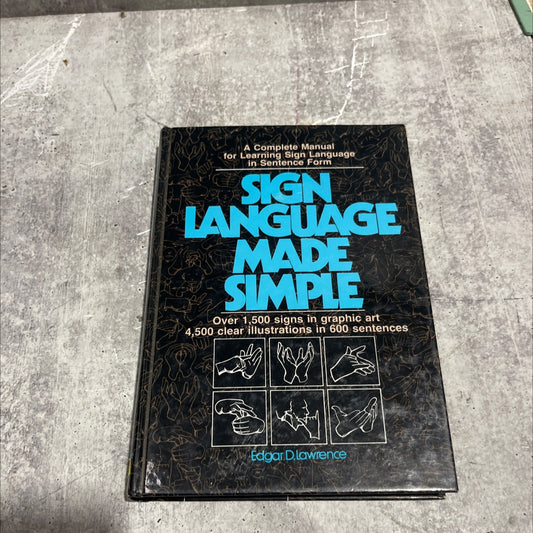 A Complete Manual
for Learning Sign Language
in Sentence Form
SIGN
LANGUAGE
MADE
SIMPLE
Over 1,500 signs in graphic art
4,500 clear illustrations in 600 sentences
Edgar D. Lawrence